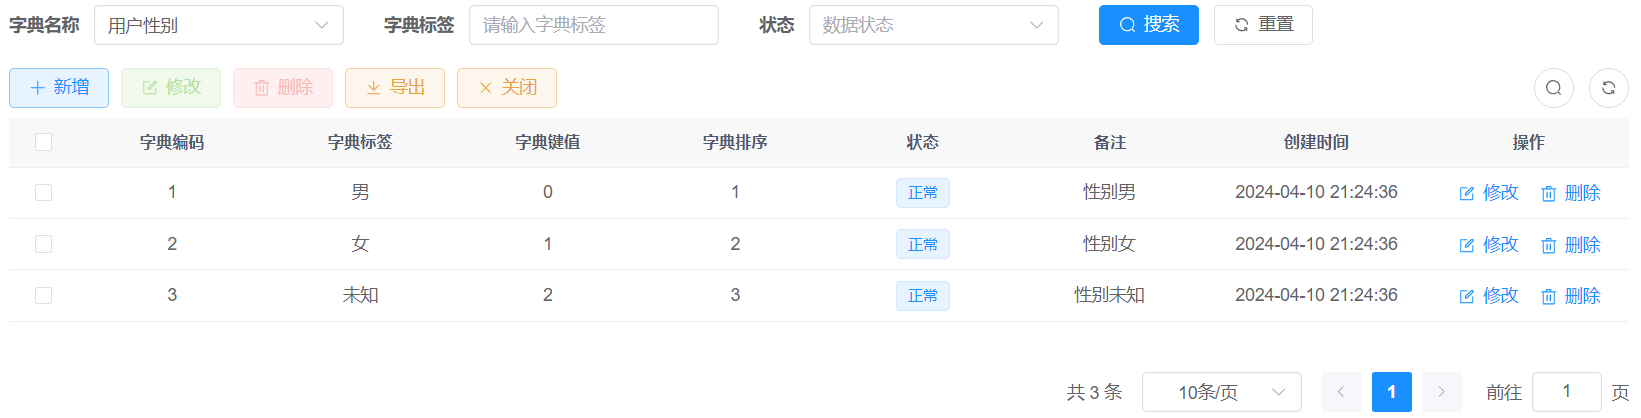 字典名称 用户性别 字典标签 请输入字典标签 状态 数据状态 搜索 重置
新增 修改 删除 导出 关闭
字典编码 字典标签 字典键值 字典排序 状态 备注 创建时间 操作
1 男 0 1 正常 性别男 2024-04-10 21:24:36 修改 删除
2 女 1 2 正常 性别女 2024-04-10 21:24:36 修改 删除
3 未知 2 3 正常 性别未知 2024-04-10 21:24:36 修改 删除
共 3 条 10条/页 1 前往 1 页